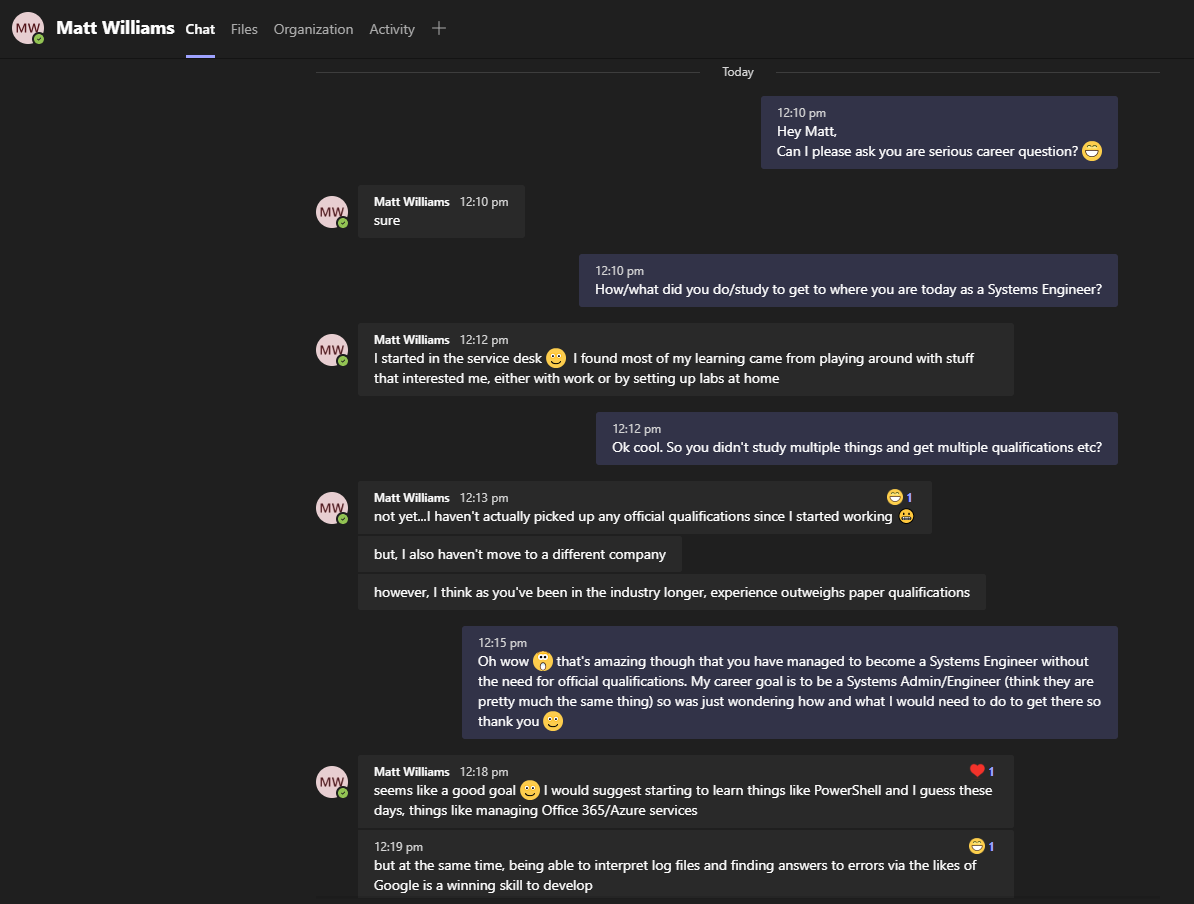 MW Matt Williams Chat Files Organization Activity
Today
12:10 pm
Hey Matt,
Can I please ask you are serious career question?
MW
Matt Williams 12:10 pm
sure
12:10 pm
How/what did you do/study to get to where you are today as a Systems Engineer?
MW
Matt Williams 12:12 pm
I started in the service desk I found most of my learning came from playing around with stuff
that interested me, either with work or by setting up labs at home
12:12 pm
Ok cool. So you didn't study multiple things and get multiple qualifications etc?
MW
Matt Williams 12:13 pm 1
not yet...I haven't actually picked up any official qualifications since I started working
but, I also haven't move to a different company
however, I think as you've been in the industry longer, experience outweighs paper qualifications
12:15 pm
Oh wow that's amazing though that you have managed to become a Systems Engineer without
the need for official qualifications. My career goal is to be a Systems Admin/Engineer (think they are
pretty much the same thing) so was just wondering how and what I would need to do to get there so
thank you
MW
Matt Williams 12:18 pm 1
seems like a good goal I would suggest starting to learn things like PowerShell and I guess these
days, things like managing Office 365/Azure services
12:19 pm 1
but at the same time, being able to interpret log files and finding answers to errors via the likes of
Google is a winning skill to develop